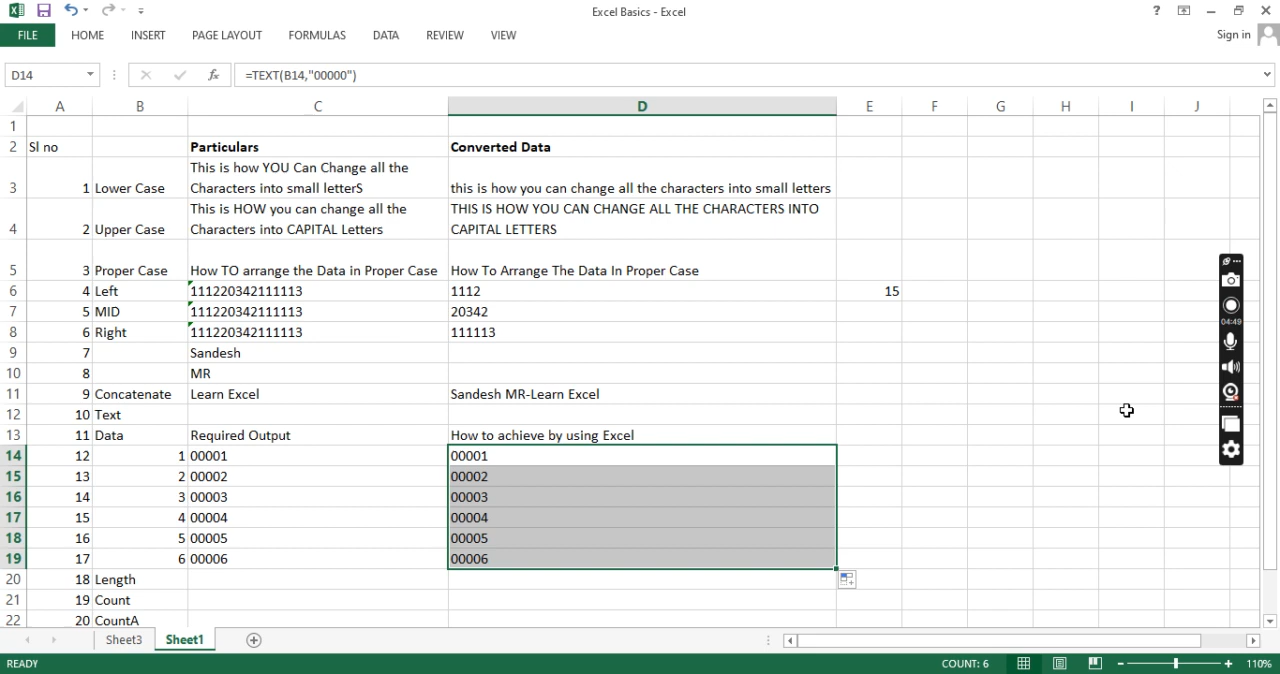 Excel Basics - Excel
FILE HOME INSERT PAGE LAYOUT FORMULAS DATA REVIEW VIEW Sign in
D14 =TEXT(B14,"00000")
A B C D E F G H I J
1
2 Sl no Particulars Converted Data
This is how YOU Can Change all the
3 1 Lower Case Characters into small letterS this is how you can change all the characters into small letters
This is HOW you can change all the THIS IS HOW YOU CAN CHANGE ALL THE CHARACTERS INTO
4 2 Upper Case Characters into CAPITAL Letters CAPITAL LETTERS
5 3 Proper Case How TO arrange the Data in Proper Case How To Arrange The Data In Proper Case
6 4 Left 111220342111113 1112 15
7 5 MID 111220342111113 20342
8 6 Right 111220342111113 111113
04:49
9 7 Sandesh
10 8 MR
11 9 Concatenate Learn Excel Sandesh MR-Learn Excel
12 10 Text
13 11 Data Required Output How to achieve by using Excel
14 12 1 00001 00001
15 13 2 00002 00002
16 14 3 00003 00003
17 15 4 00004 00004
18 16 5 00005 00005
19 17 6 00006 00006
20 18 Length
21 19 Count
22 20 CountA
Sheet3 Sheet1
READY COUNT: 6 110%